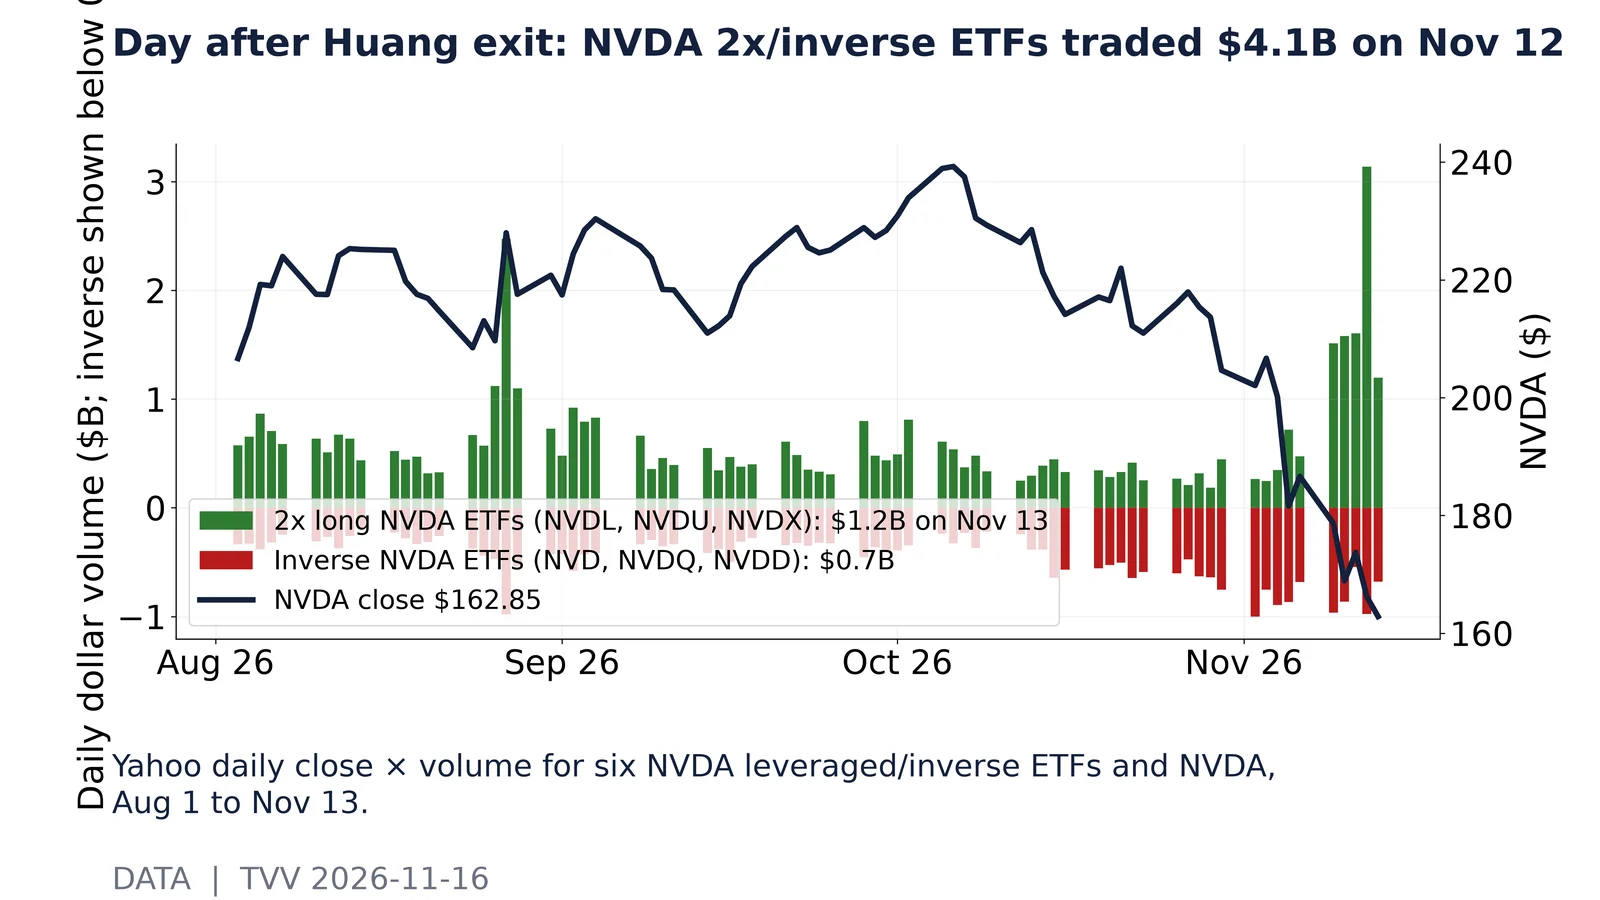 Day after Huang exit: NVDA 2x/inverse ETFs traded $4.1B on Nov 12
Daily dollar volume ($B; inverse shown below
3
2
1
0
−1
240
220
200
180
160
NVDA ($)
2x long NVDA ETFs (NVDL, NVDU, NVDX): $1.2B on Nov 13
Inverse NVDA ETFs (NVD, NVDQ, NVDD): $0.7B
NVDA close $162.85
Aug 26
Sep 26
Oct 26
Nov 26
Yahoo daily close × volume for six NVDA leveraged/inverse ETFs and NVDA,
Aug 1 to Nov 13.
DATA | TVV 2026-11-16